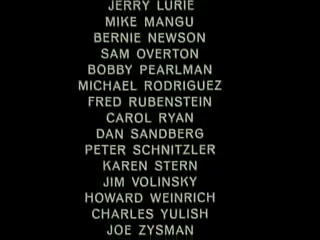 JERRY LURIE
MIKE MANGU
BERNIE NEWSON
SAM OVERTON
BOBBY PEARLMAN
MICHAEL RODRIGUEZ
FRED RUBENSTEIN
CAROL RYAN
DAN SANDBERG
PETER SCHNITZLER
KAREN STERN
JIM VOLINSKY
HOWARD WEINRICH
CHARLES YULISH
JOE ZYSMAN